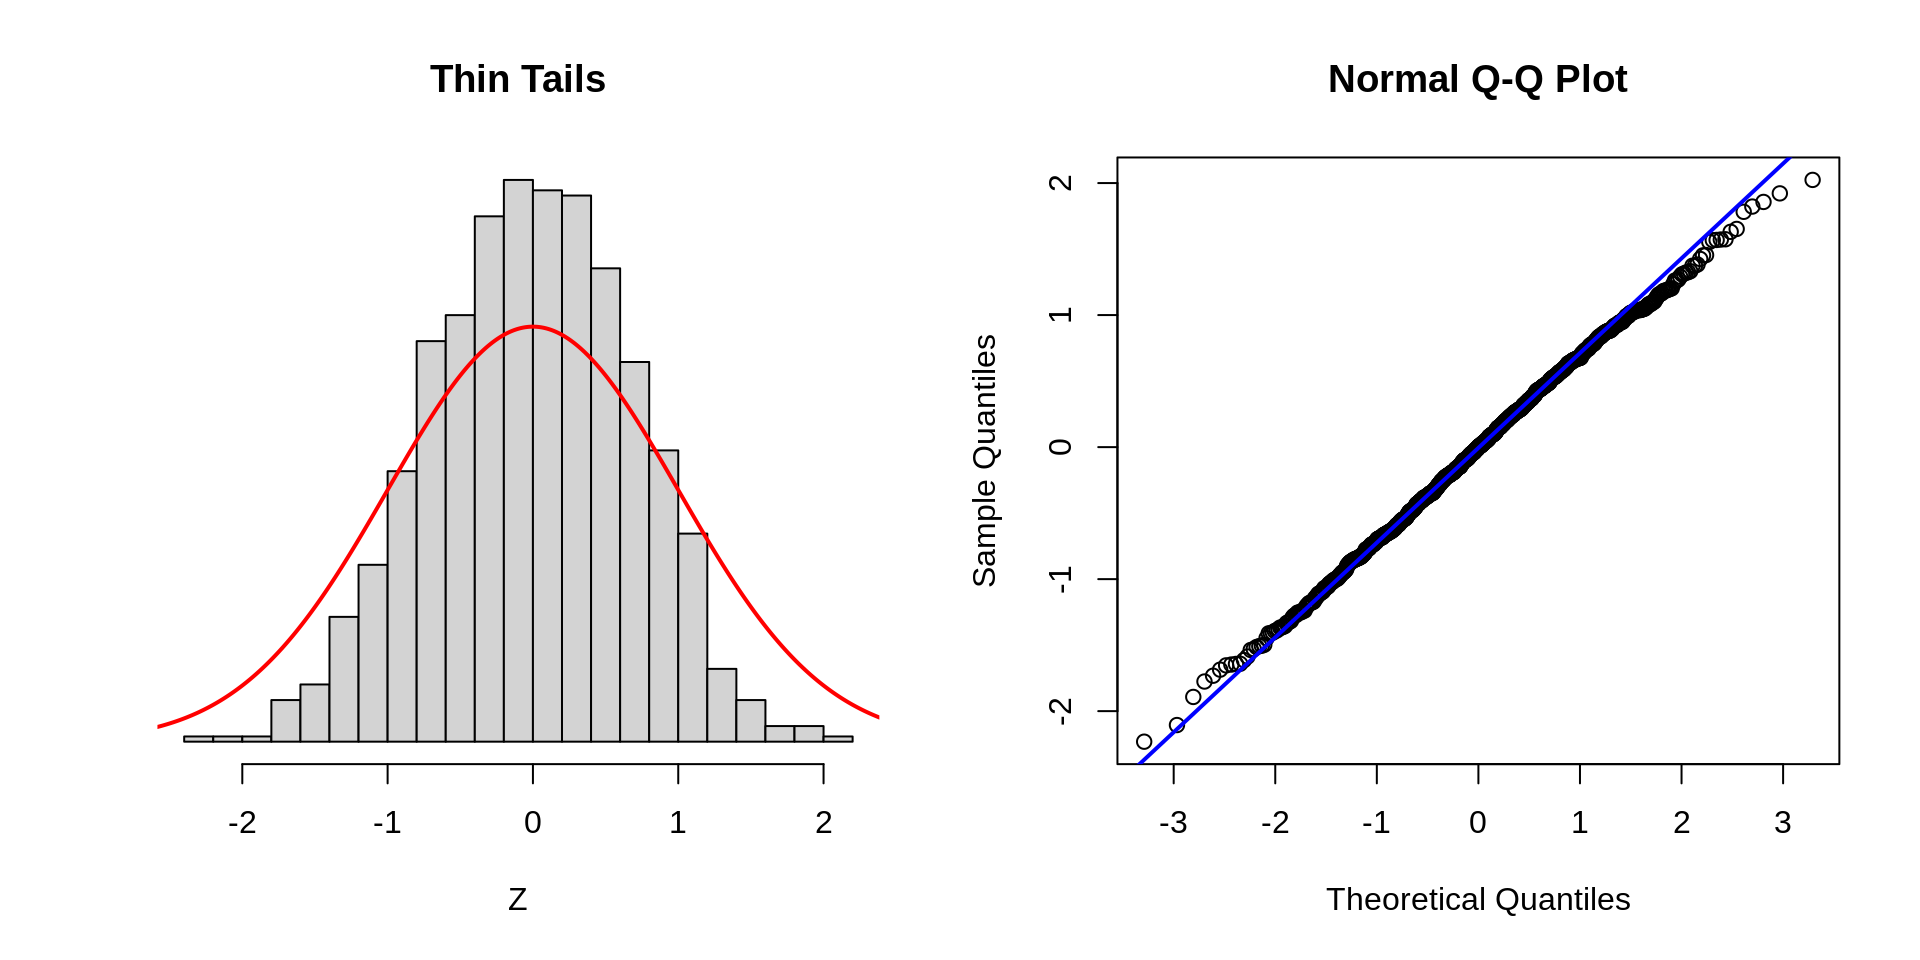 Thin Tails
-2 -1 0 1 2
Z
Normal Q-Q Plot
Sample Quantiles
2
1
0
-1
-2
-3 -2 -1 0 1 2 3
Theoretical Quantiles